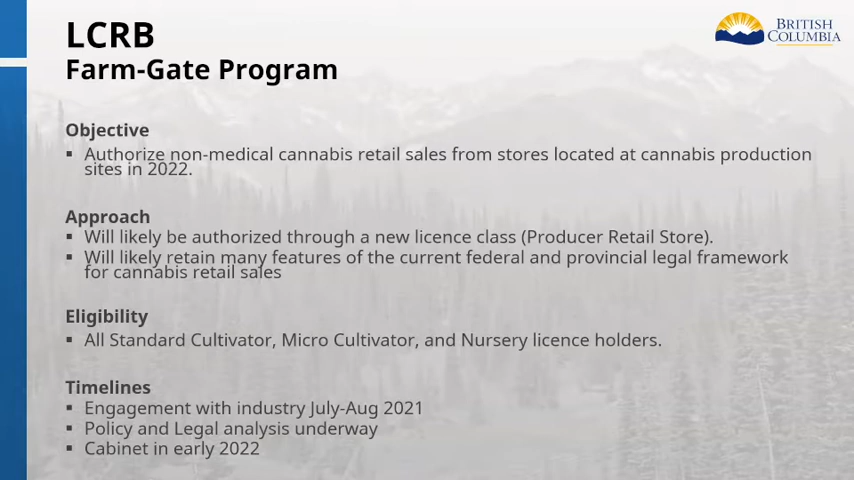 LCRB
Farm-Gate Program
BRITISH
COLUMBIA
Objective
▪ Authorize non-medical cannabis retail sales from stores located at cannabis production
sites in 2022.
Approach
▪ Will likely be authorized through a new licence class (Producer Retail Store).
▪ Will likely retain many features of the current federal and provincial legal framework
for cannabis retail sales
Eligibility
▪ All Standard Cultivator, Micro Cultivator, and Nursery licence holders.
Timelines
▪ Engagement with industry July-Aug 2021
▪ Policy and Legal analysis underway
▪ Cabinet in early 2022